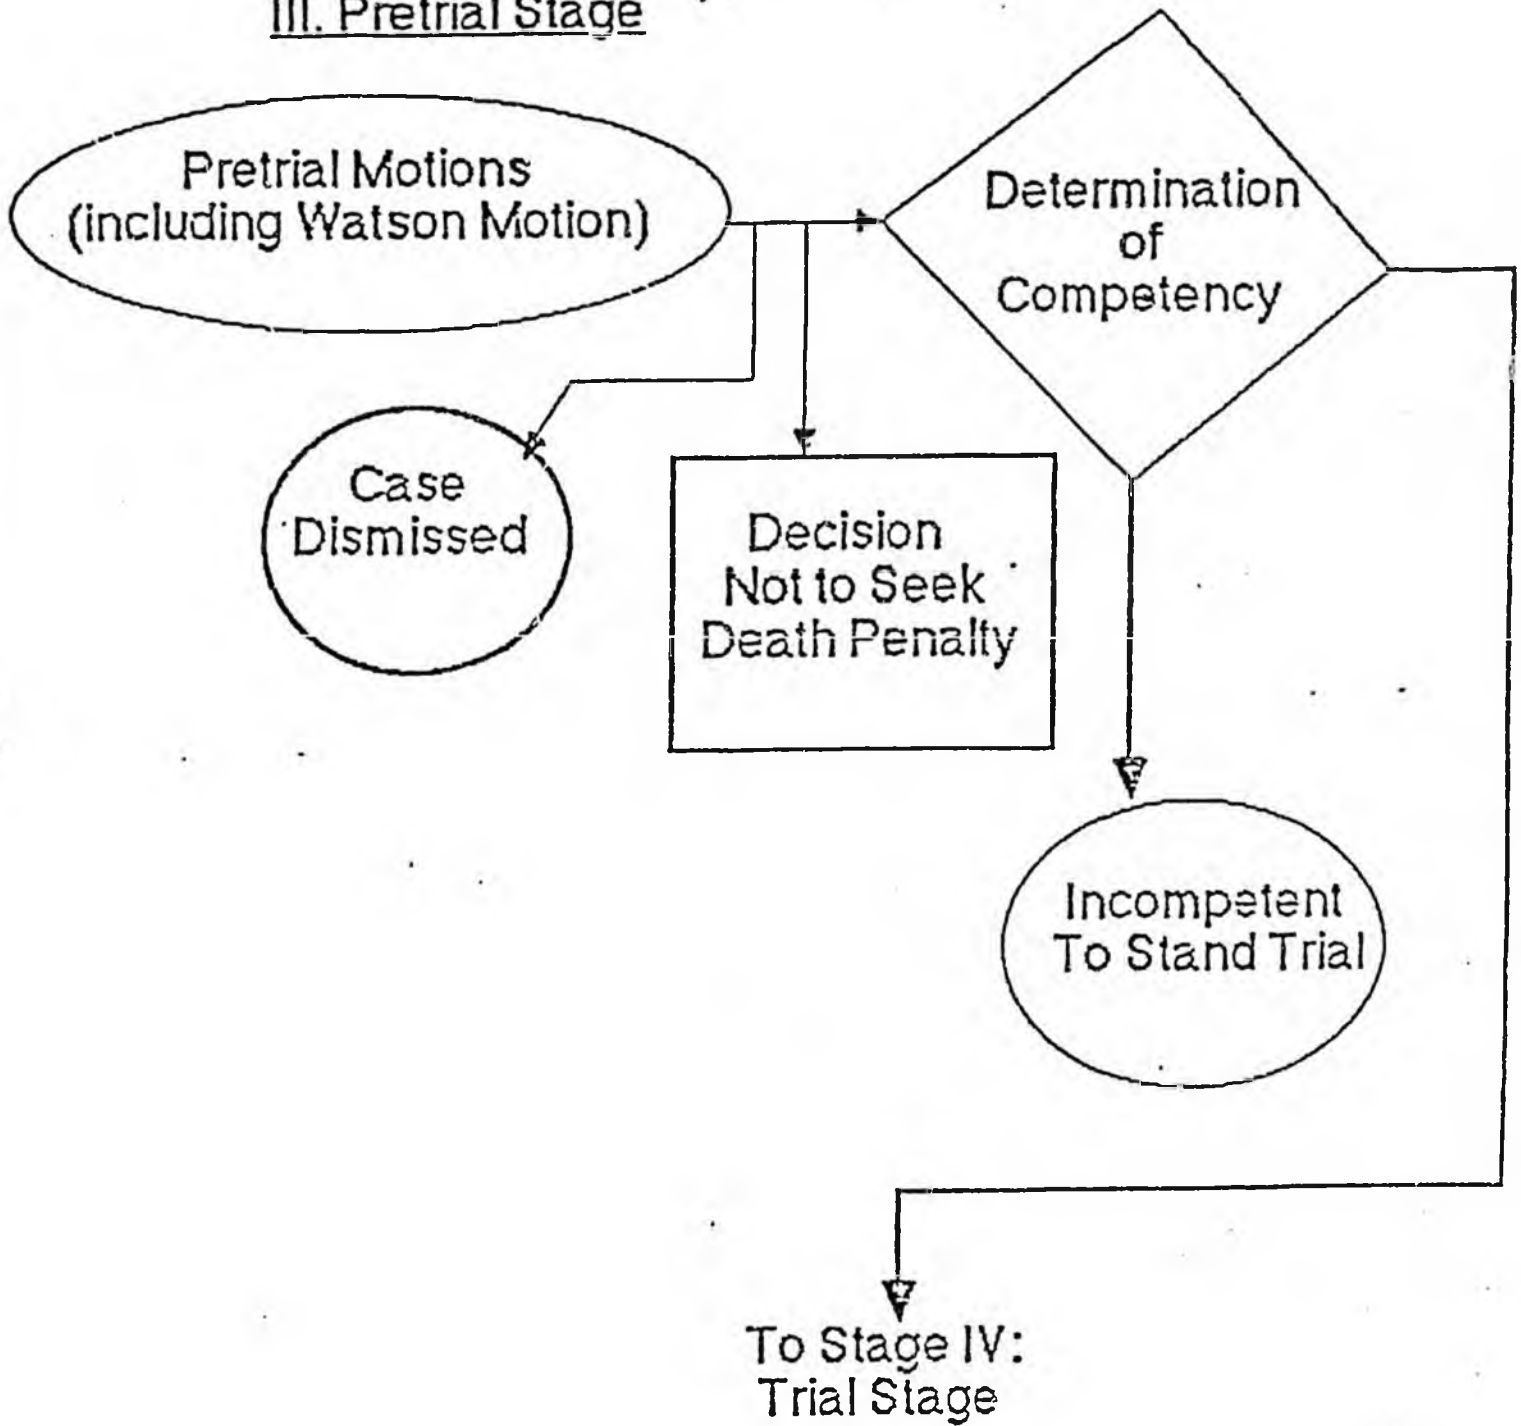 III. Pretrial Stage
Pretrial Motions
(including Watson Motion)
Determination
of
Competency
Case
Dismissed
Decision
Not to Seek
Death Penalty
Incompetent
To Stand Trial
To Stage IV:
Trial Stage